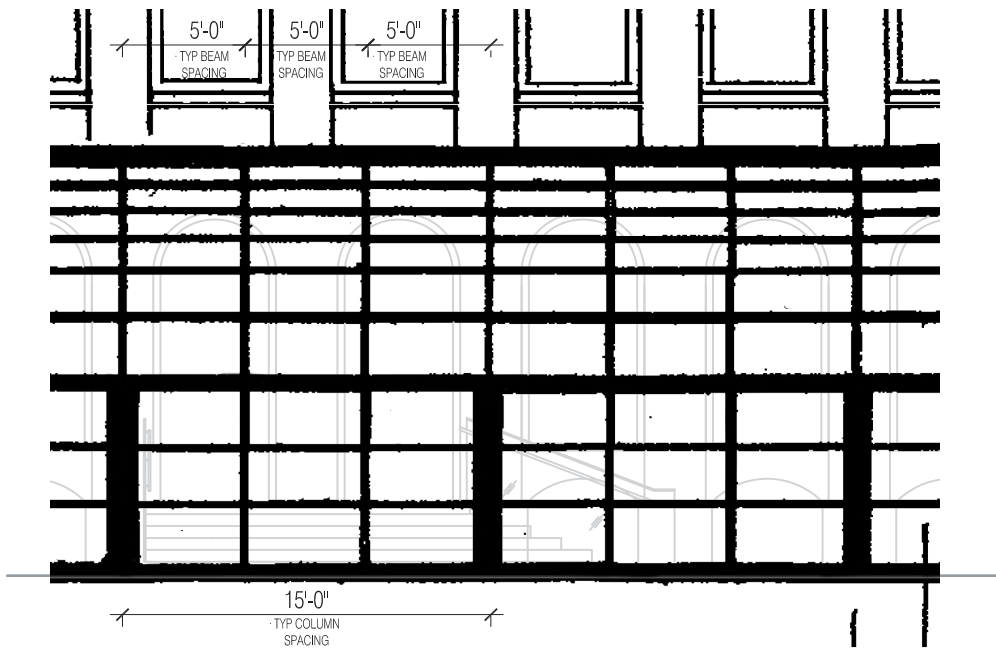 5'-0" 5'-0" 5'-0"
TYP BEAM TYP BEAM TYP BEAM
SPACING SPACING SPACING
15'-0"
TYP COLUMN
SPACING